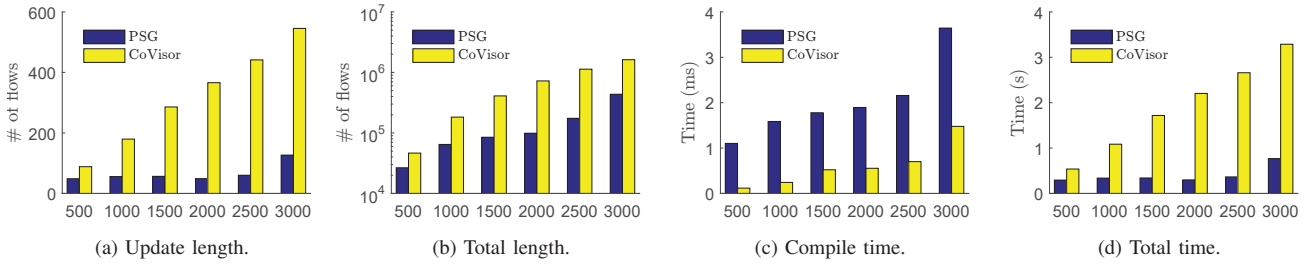 600
400
200
0
# of flows
PSG
CoVisor
500 1000 1500 2000 2500 3000
(a) Update length.
10^7
10^6
10^5
10^4
# of flows
PSG
CoVisor
500 1000 1500 2000 2500 3000
(b) Total length.
4
3
2
1
0
Time (ms)
PSG
CoVisor
500 1000 1500 2000 2500 3000
(c) Compile time.
4
3
2
1
0
Time (s)
PSG
CoVisor
500 1000 1500 2000 2500 3000
(d) Total time.